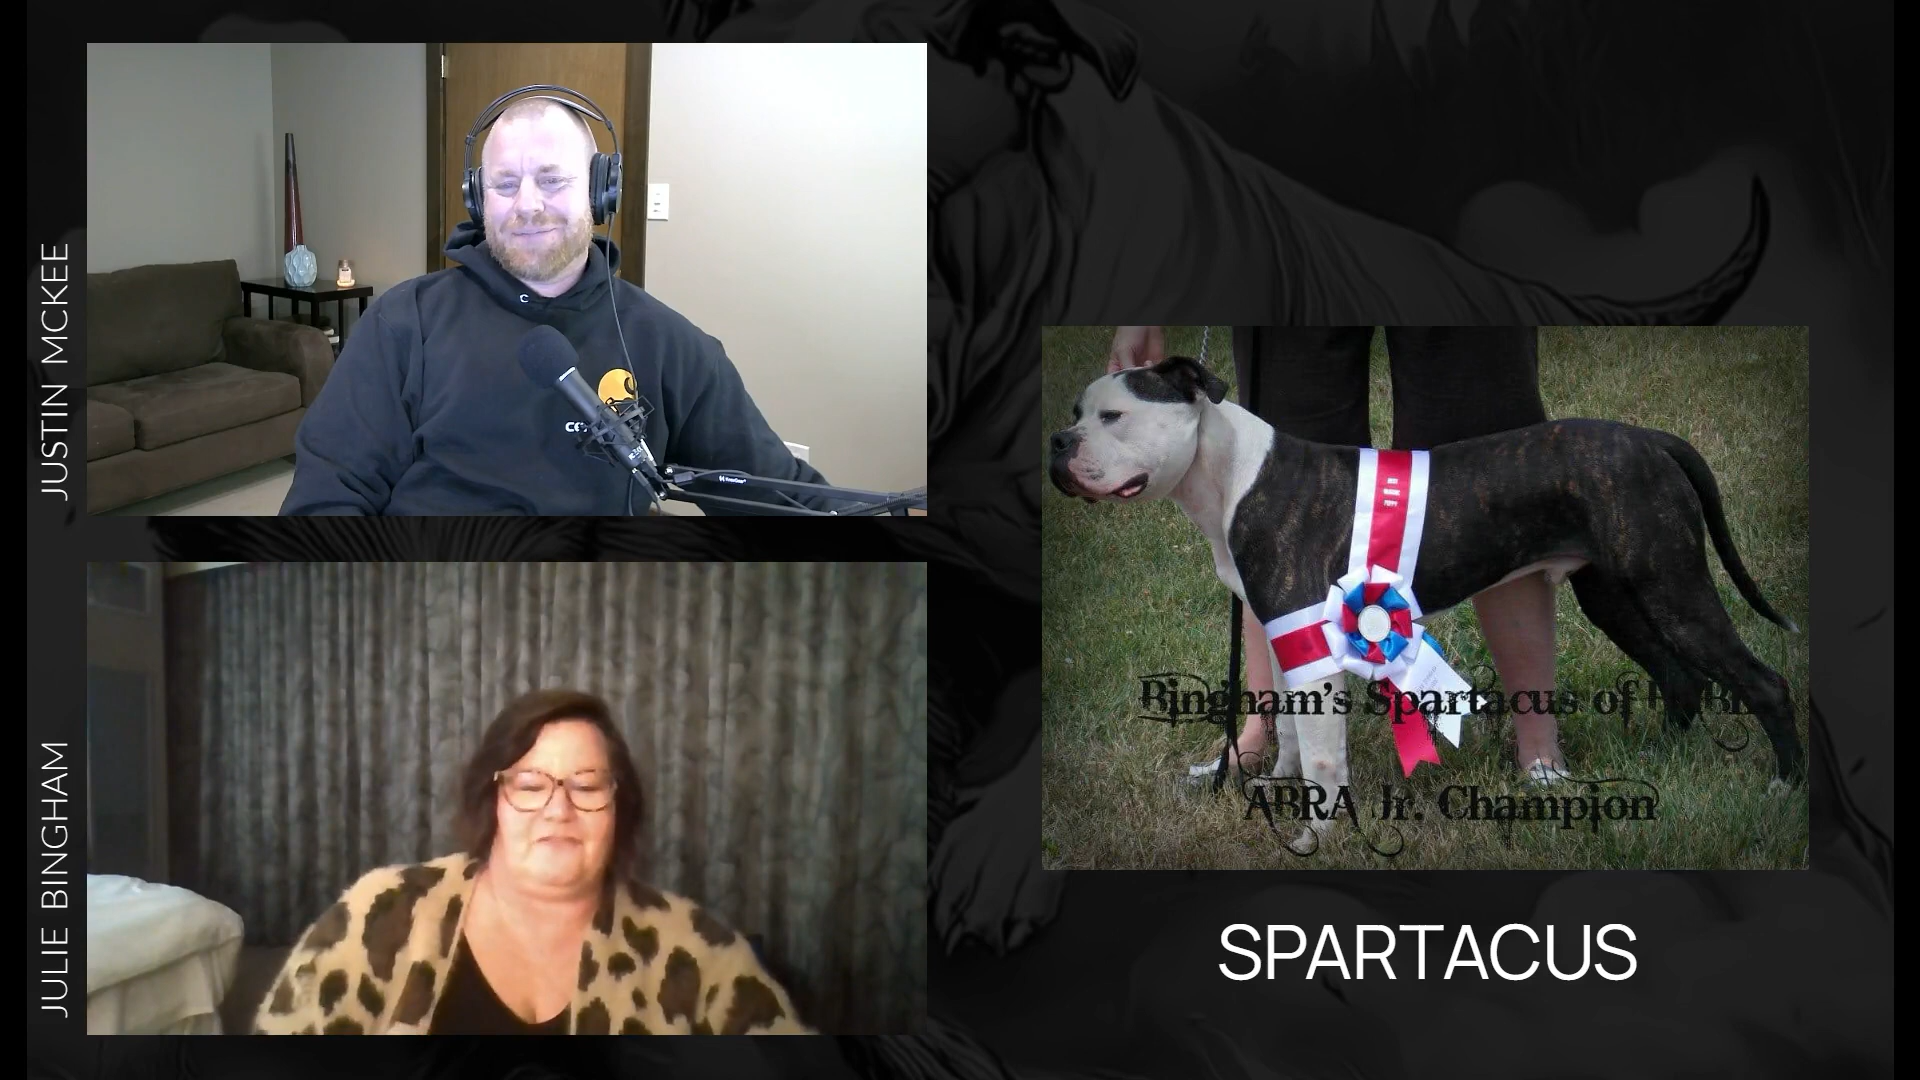 JUSTIN MCKEE
JULIE BINGHAM
Bingham's Spartacus of
ABRA Jr. Champion
SPARTACUS